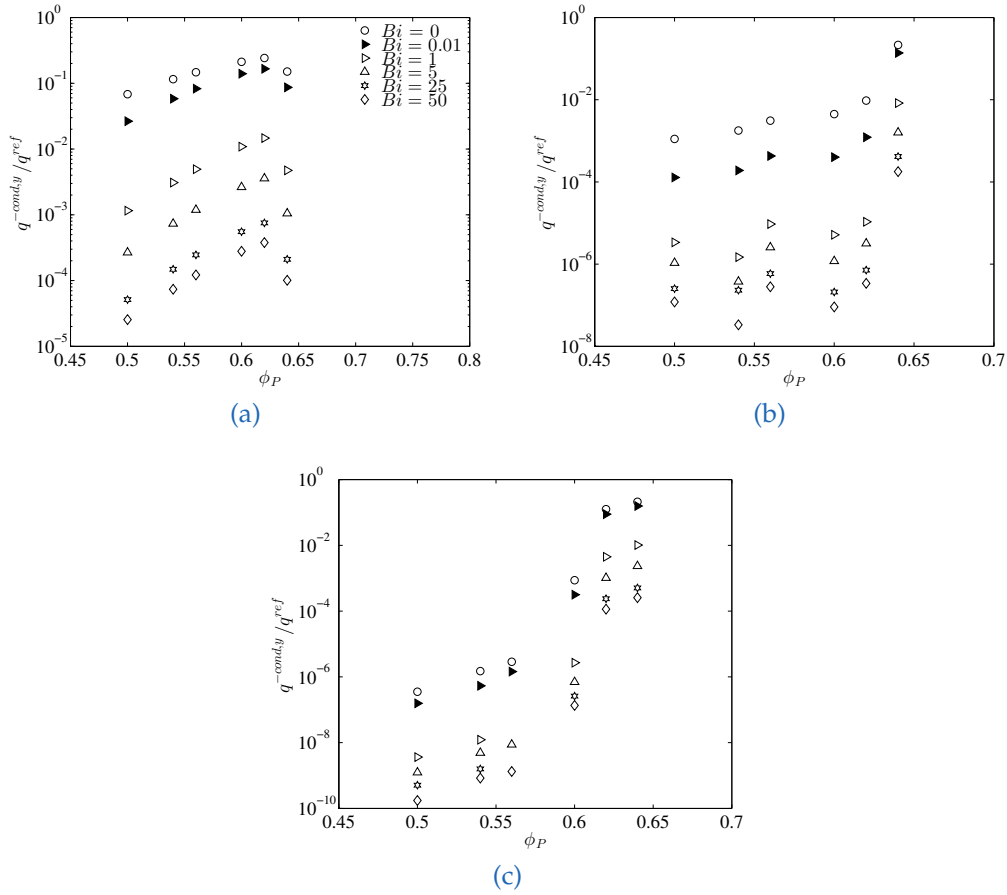 10^0
10^-1
10^-2
10^-3
10^-4
10^-5
q^{-cond,y}/q^{ref}
0.45 0.5 0.55 0.6 0.65 0.7 0.75 0.8
ϕ_P
Bi = 0
Bi = 0.01
Bi = 1
Bi = 5
Bi = 25
Bi = 50
(a)
10^0
10^-2
10^-4
10^-6
10^-8
q^{-cond,y}/q^{ref}
0.45 0.5 0.55 0.6 0.65 0.7
ϕ_P
(b)
10^0
10^-2
10^-4
10^-6
10^-8
10^-10
q^{-cond,y}/q^{ref}
0.45 0.5 0.55 0.6 0.65 0.7
ϕ_P
(c)